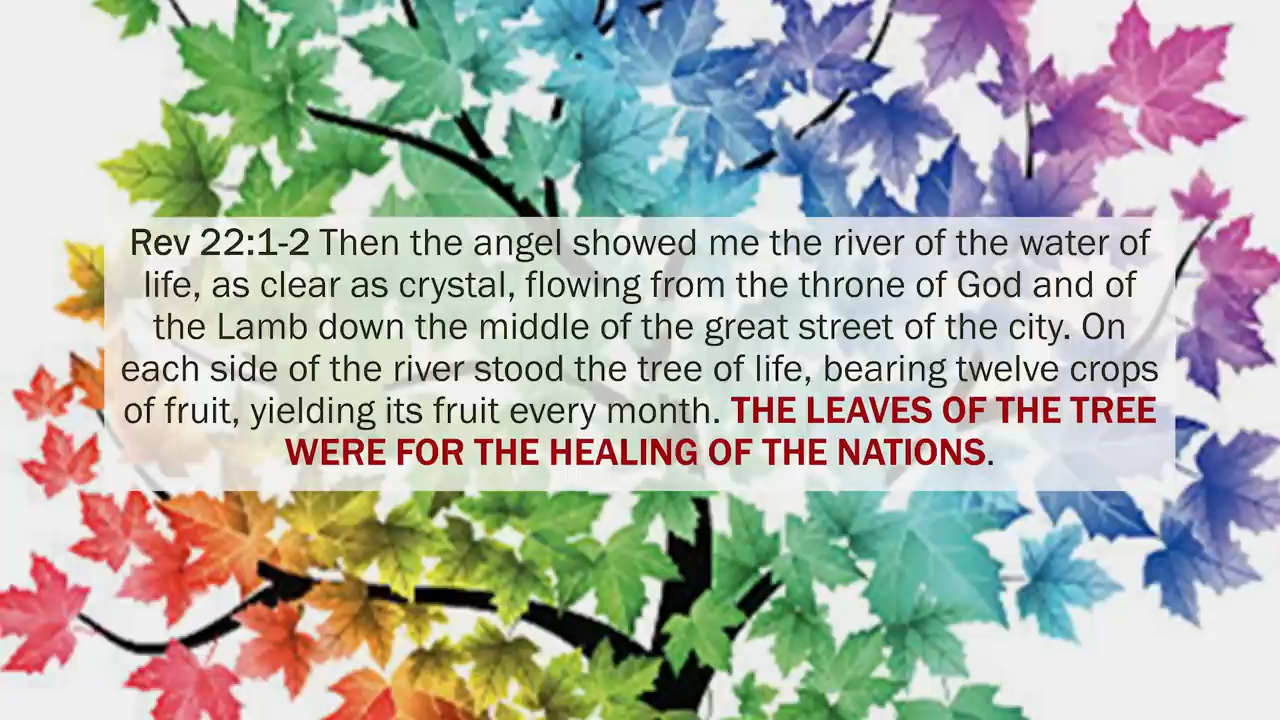 Rev 22:1-2 Then the angel showed me the river of the water of
life, as clear as crystal, flowing from the throne of God and of
the Lamb down the middle of the great street of the city. On
each side of the river stood the tree of life, bearing twelve crops
of fruit, yielding its fruit every month. THE LEAVES OF THE TREE
WERE FOR THE HEALING OF THE NATIONS.